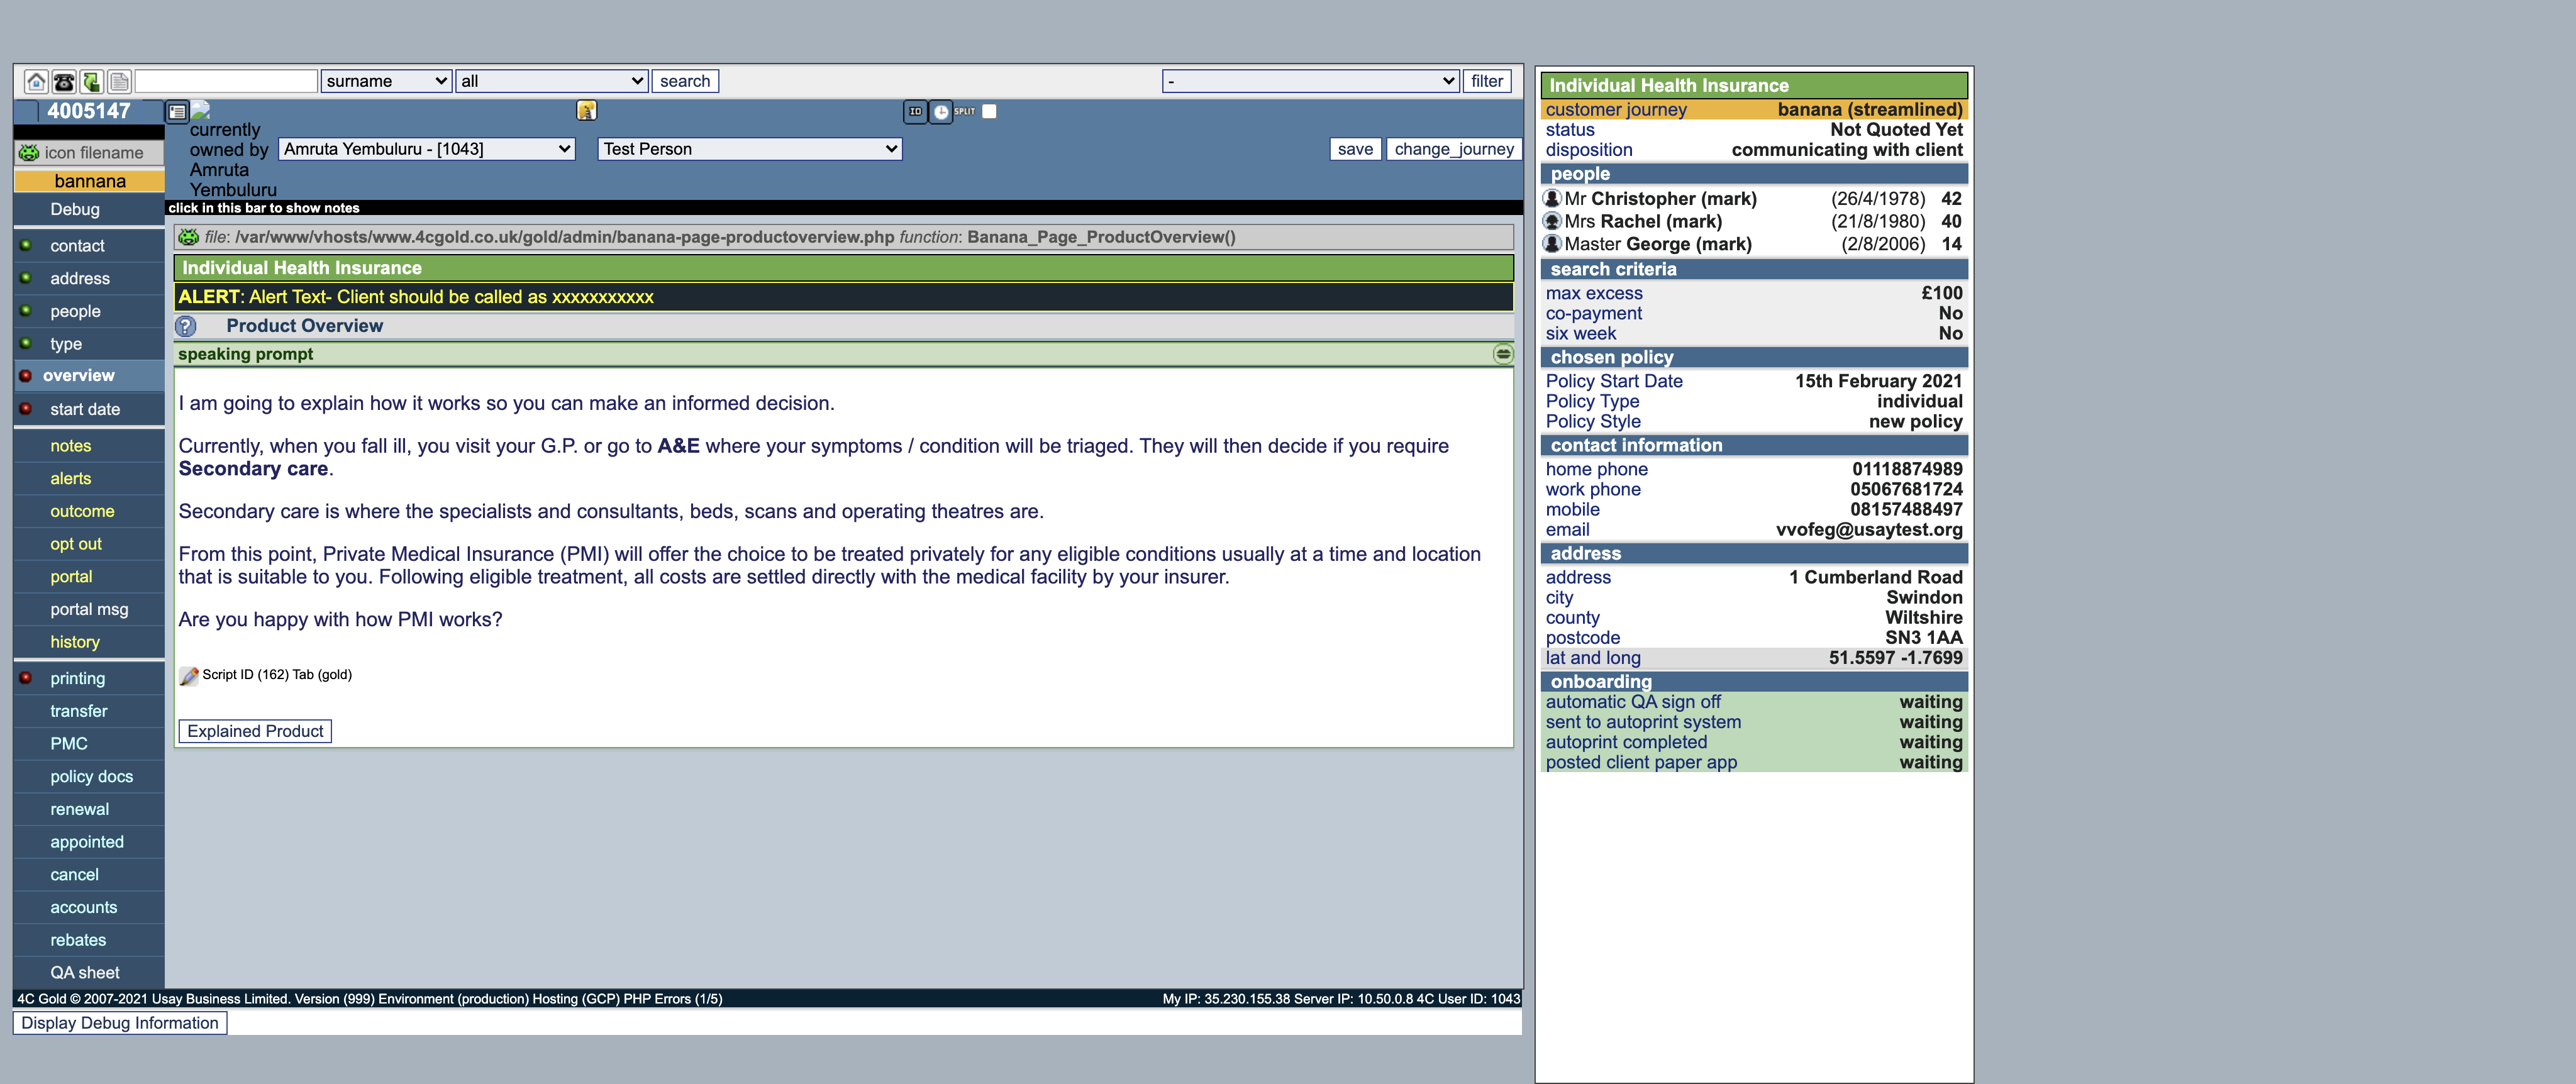 surname all search - filter
4005147 ID SPLIT
currently owned by Amruta Yembuluru
Amruta Yembuluru - [1043] Test Person save change_journey
icon filename
bannana
Debug
contact
address
people
type
overview
start date
notes
alerts
outcome
opt out
portal
portal msg
history
printing
transfer
PMC
policy docs
renewal
appointed
cancel
accounts
rebates
QA sheet
click in this bar to show notes
file: /var/www/vhosts/www.4cgold.co.uk/gold/admin/banana-page-productoverview.php function: Banana_Page_ProductOverview()
Individual Health Insurance
ALERT: Alert Text- Client should be called as xxxxxxxxxxx
? Product Overview
speaking prompt
I am going to explain how it works so you can make an informed decision.
Currently, when you fall ill, you visit your G.P. or go to A&E where your symptoms / condition will be triaged. They will then decide if you require
Secondary care.
Secondary care is where the specialists and consultants, beds, scans and operating theatres are.
From this point, Private Medical Insurance (PMI) will offer the choice to be treated privately for any eligible conditions usually at a time and location
that is suitable to you. Following eligible treatment, all costs are settled directly with the medical facility by your insurer.
Are you happy with how PMI works?
Script ID (162) Tab (gold)
Explained Product
4C Gold © 2007-2021 Usay Business Limited. Version (999) Environment (production) Hosting (GCP) PHP Errors (1/5)
My IP: 35.230.155.38 Server IP: 10.50.0.8 4C User ID: 1043
Display Debug Information
Individual Health Insurance
customer journey banana (streamlined)
status Not Quoted Yet
disposition communicating with client
people
Mr Christopher (mark) (26/4/1978) 42
Mrs Rachel (mark) (21/8/1980) 40
Master George (mark) (2/8/2006) 14
search criteria
max excess £100
co-payment No
six week No
chosen policy
Policy Start Date 15th February 2021
Policy Type individual
Policy Style new policy
contact information
home phone 01118874989
work phone 05067681724
mobile 08157488497
email vvofeg@usaytest.org
address
address 1 Cumberland Road
city Swindon
county Wiltshire
postcode SN3 1AA
lat and long 51.5597 -1.7699
onboarding
automatic QA sign off waiting
sent to autoprint system waiting
autoprint completed waiting
posted client paper app waiting